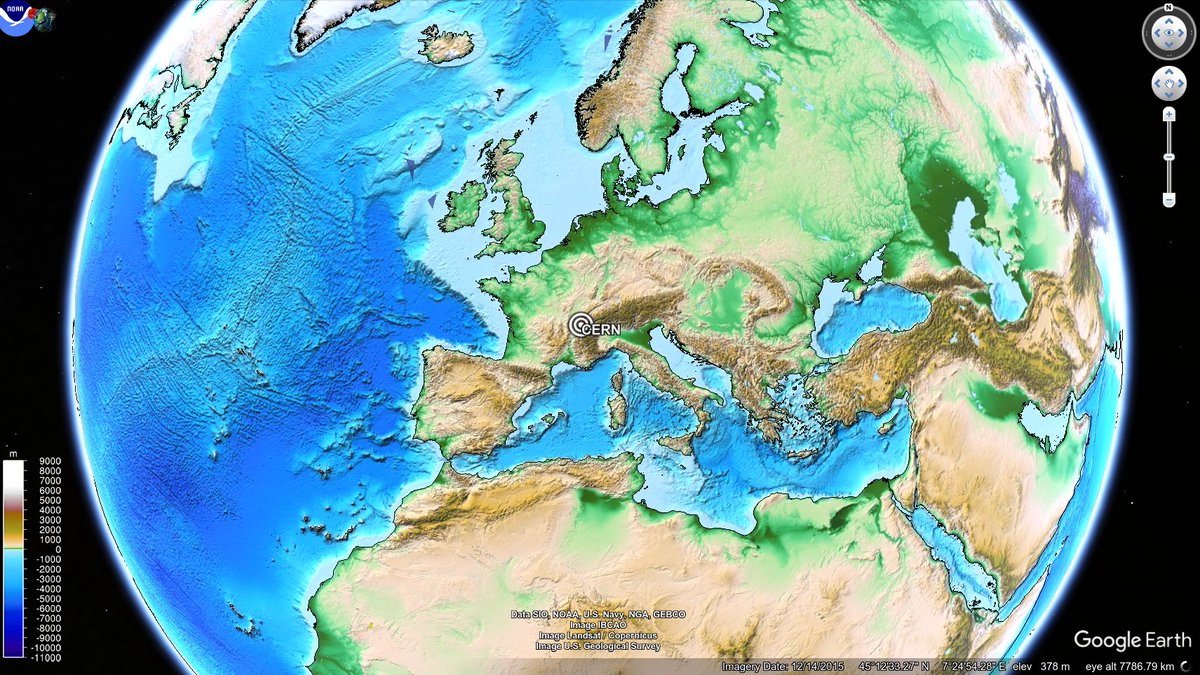 NOAA
N
CERN
m
9000
8000
7000
6000
5000
4000
3000
2000
1000
0
-1000
-2000
-3000
-4000
-5000
-6000
-7000
-8000
-9000
-10000
-11000
Data SIO, NOAA, U.S. Navy, NGA, GEBCO
Image IBCAO
Image Landsat / Copernicus
Image U.S. Geological Survey
Google Earth
Imagery Date: 12/14/2015 45°12'33.27" N 7°24'54.28" E elev 378 m eye alt 7786.79 km